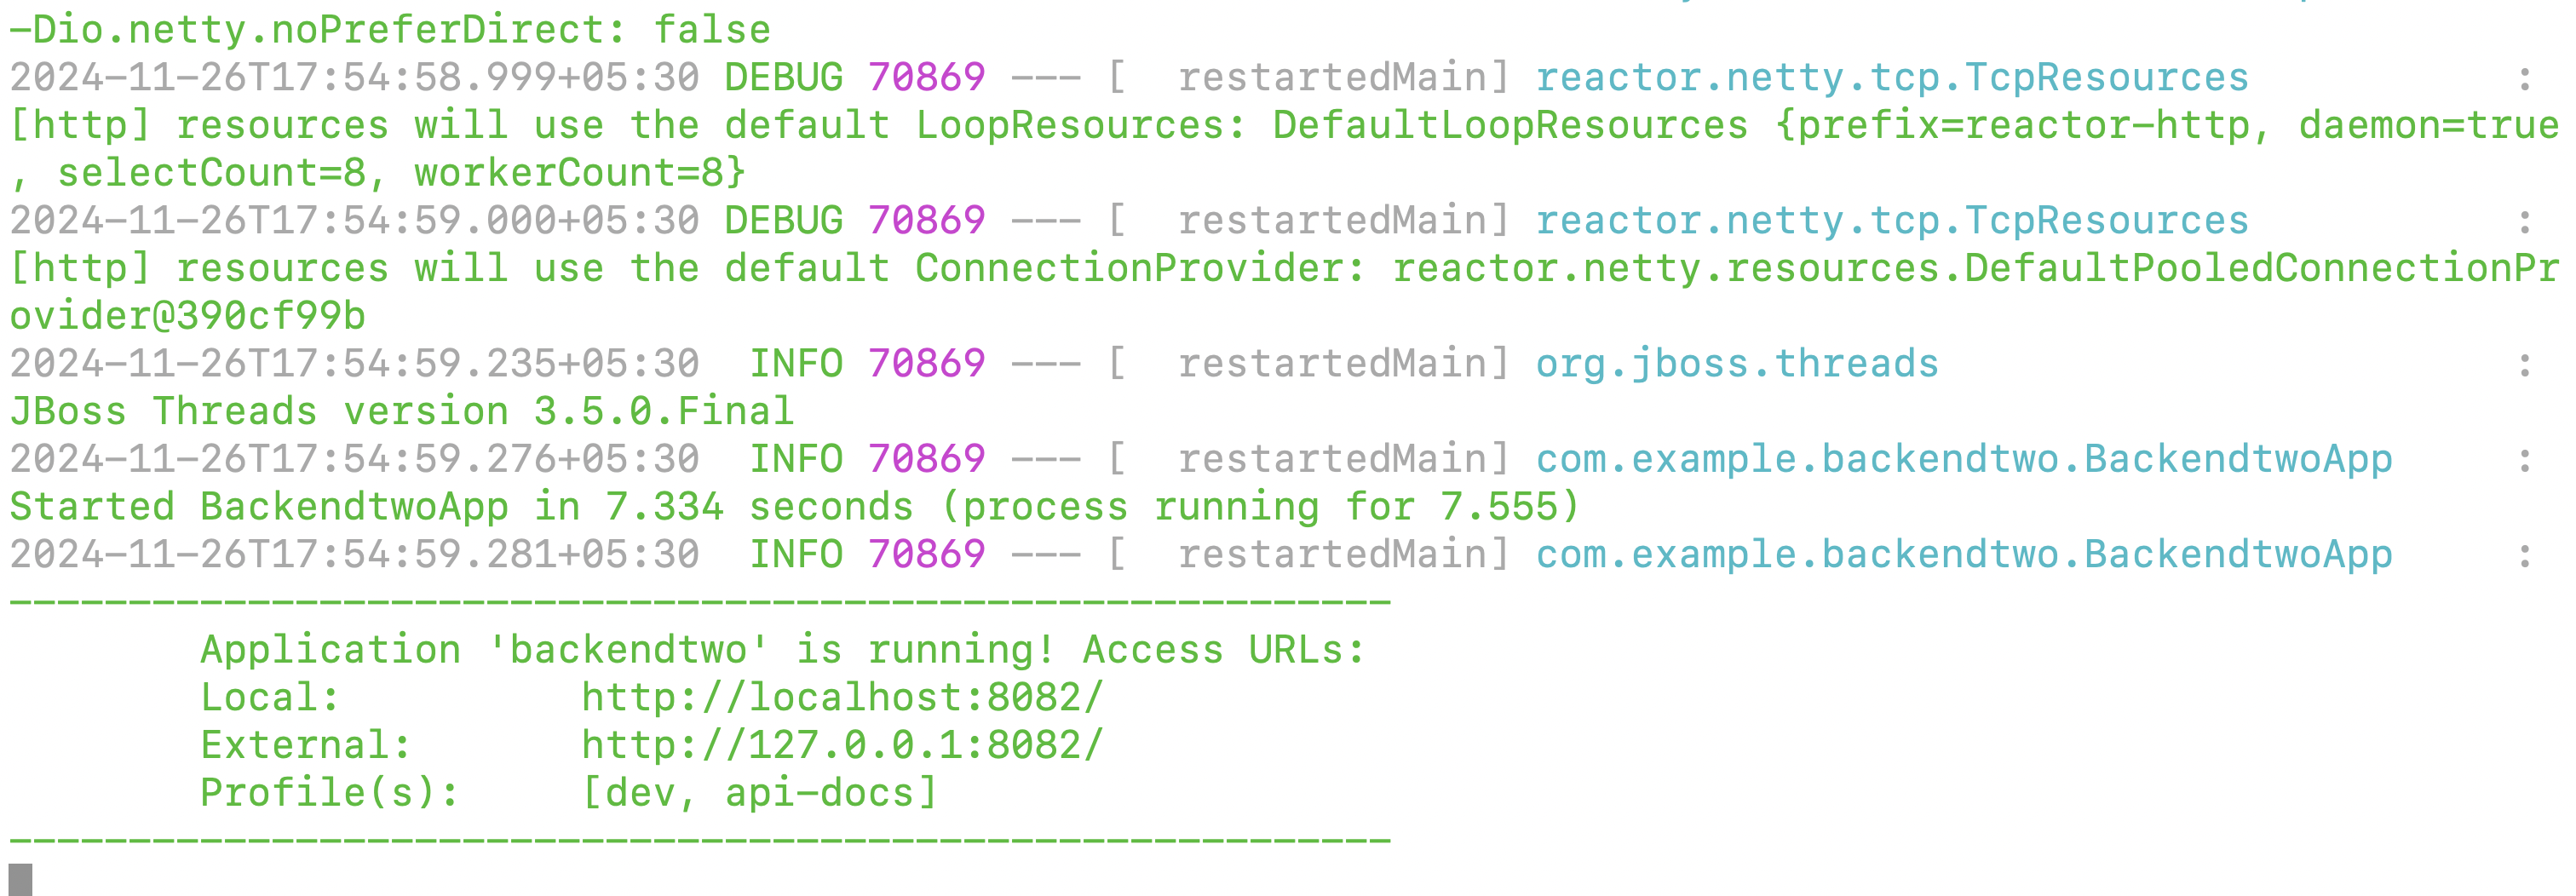 -Dio.netty.noPreferDirect: false
2024-11-26T17:54:58.999+05:30 DEBUG 70869 --- [  restartedMain] reactor.netty.tcp.TcpResources           :
[http] resources will use the default LoopResources: DefaultLoopResources {prefix=reactor-http, daemon=true
, selectCount=8, workerCount=8}
2024-11-26T17:54:59.000+05:30 DEBUG 70869 --- [  restartedMain] reactor.netty.tcp.TcpResources           :
[http] resources will use the default ConnectionProvider: reactor.netty.resources.DefaultPooledConnectionPr
ovider@390cf99b
2024-11-26T17:54:59.235+05:30  INFO 70869 --- [  restartedMain] org.jboss.threads                        :
JBoss Threads version 3.5.0.Final
2024-11-26T17:54:59.276+05:30  INFO 70869 --- [  restartedMain] com.example.backendtwo.BackendtwoApp     :
Started BackendtwoApp in 7.334 seconds (process running for 7.555)
2024-11-26T17:54:59.281+05:30  INFO 70869 --- [  restartedMain] com.example.backendtwo.BackendtwoApp     :
----------------------------------------------------------
        Application 'backendtwo' is running! Access URLs:
        Local:          http://localhost:8082/
        External:       http://127.0.0.1:8082/
        Profile(s):     [dev, api-docs]
----------------------------------------------------------